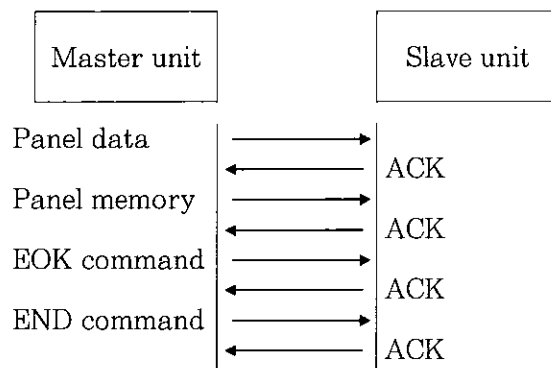 Master unit
Slave unit
Panel data
ACK
Panel memory
ACK
EOK command
ACK
END command
ACK